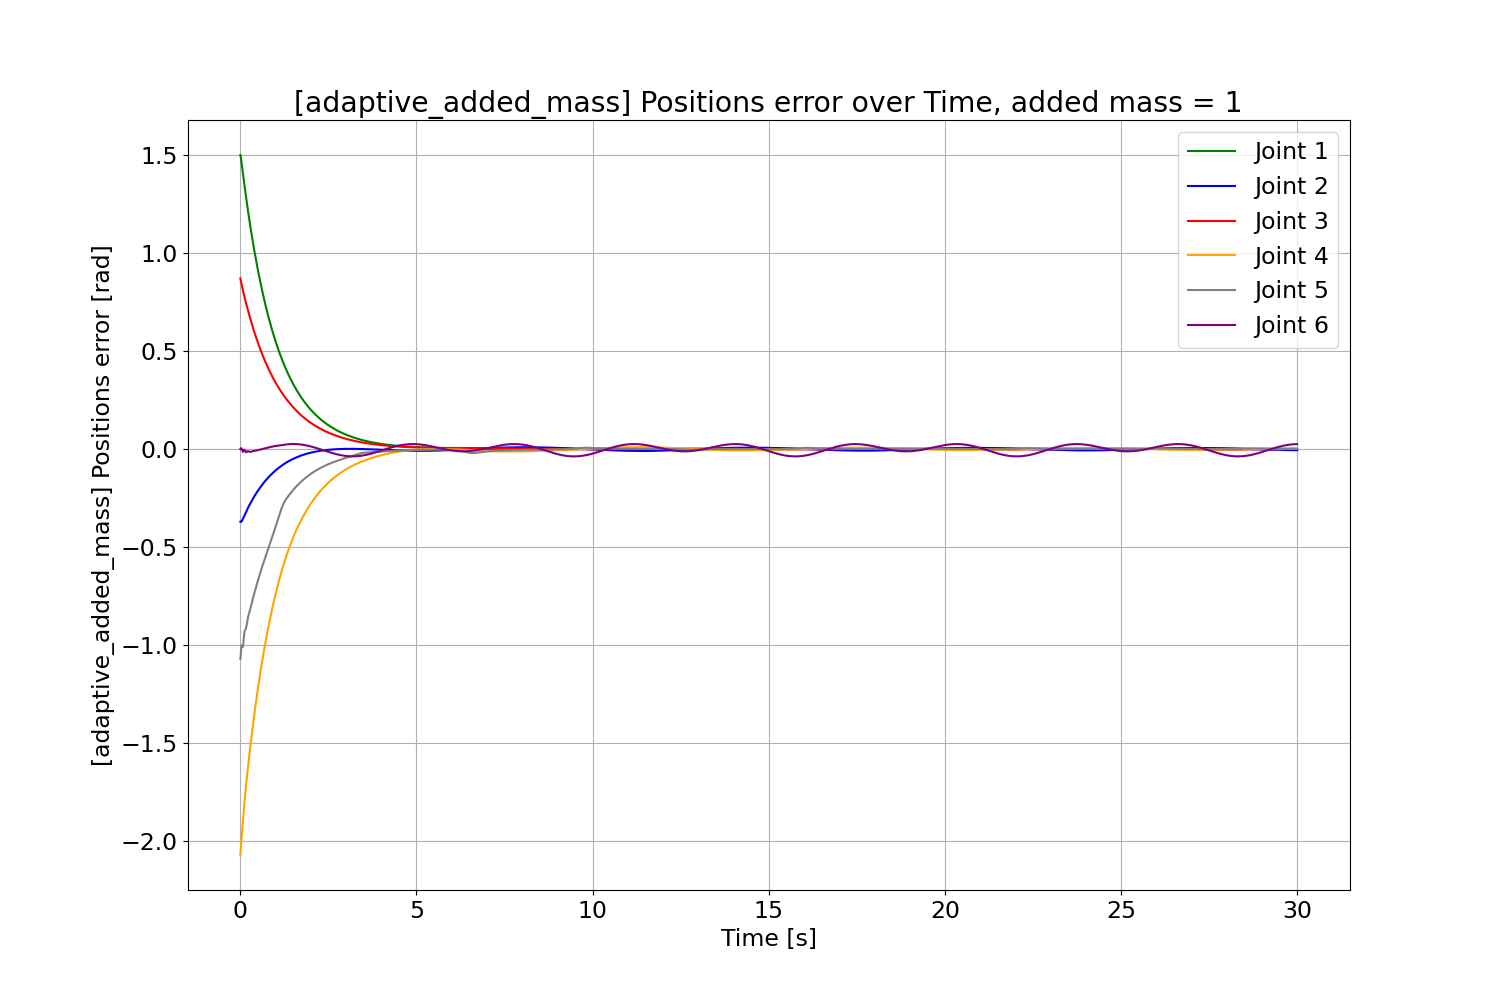 [adaptive_added_mass] Positions error over Time, added mass = 1
[adaptive_added_mass] Positions error [rad]
1.5
1.0
0.5
0.0
−0.5
−1.0
−1.5
−2.0
Joint 1
Joint 2
Joint 3
Joint 4
Joint 5
Joint 6
0
5
10
15
20
25
30
Time [s]